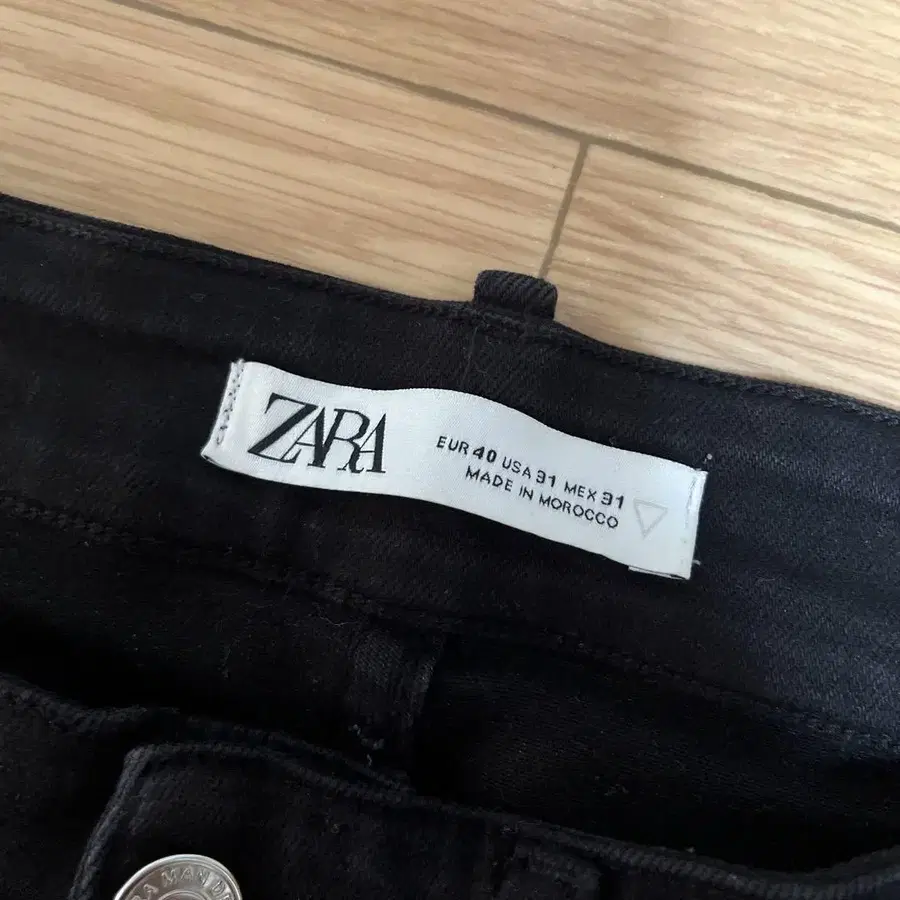 ZARA
EUR 40 USA 31 MEX 31
MADE IN MOROCCO